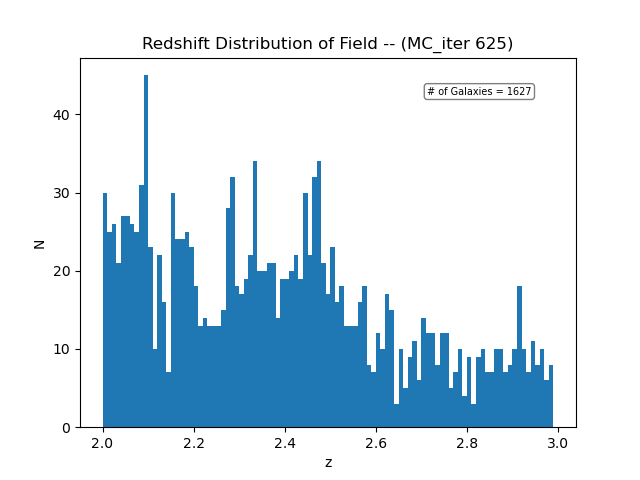 Redshift Distribution of Field -- (MC_iter 625)
# of Galaxies = 1627
40
30
20
10
0
N
2.0 2.2 2.4 2.6 2.8 3.0
z